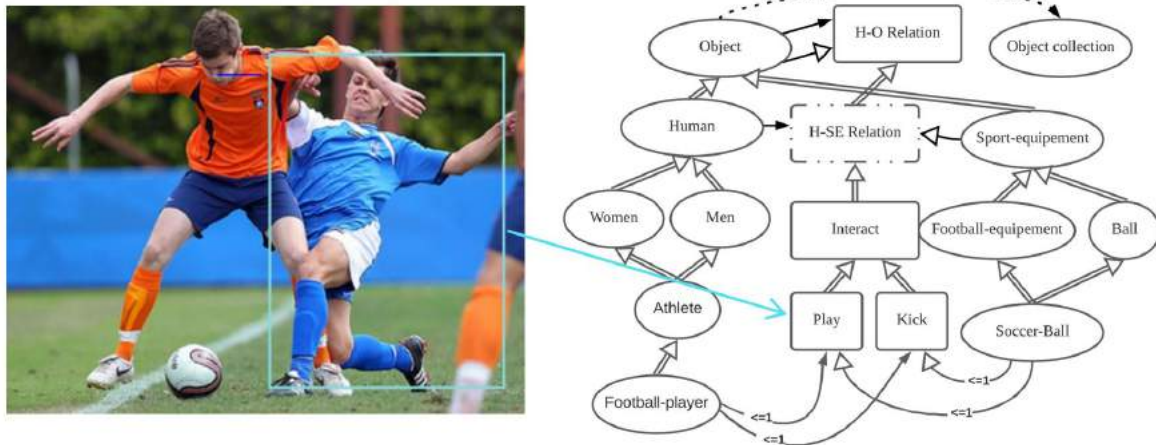 Object
H-O Relation
Object collection
Human
H-SE Relation
Sport-equipement
Women
Men
Interact
Football-equipement
Ball
Athlete
Play
Kick
Soccer-Ball
<=1
Football-player
<=1
<=1
<=1